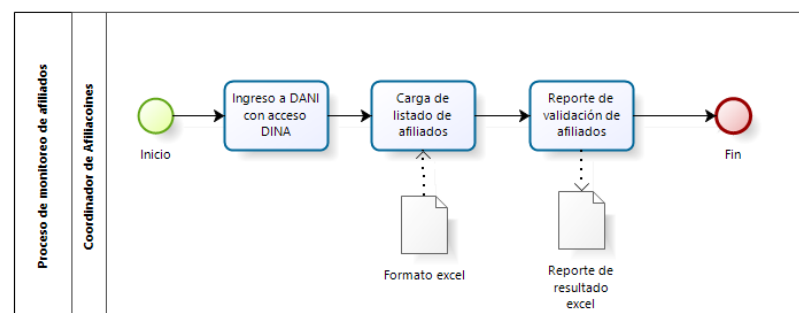 Proceso de monitoreo de afiliados
Coordinador de Afiliacoines
Inicio
Ingreso a DANI
con acceso
DINA
Carga de
listado de
afiliados
Reporte de
validación de
afiliados
Fin
Formato excel
Reporte de
resultado
excel